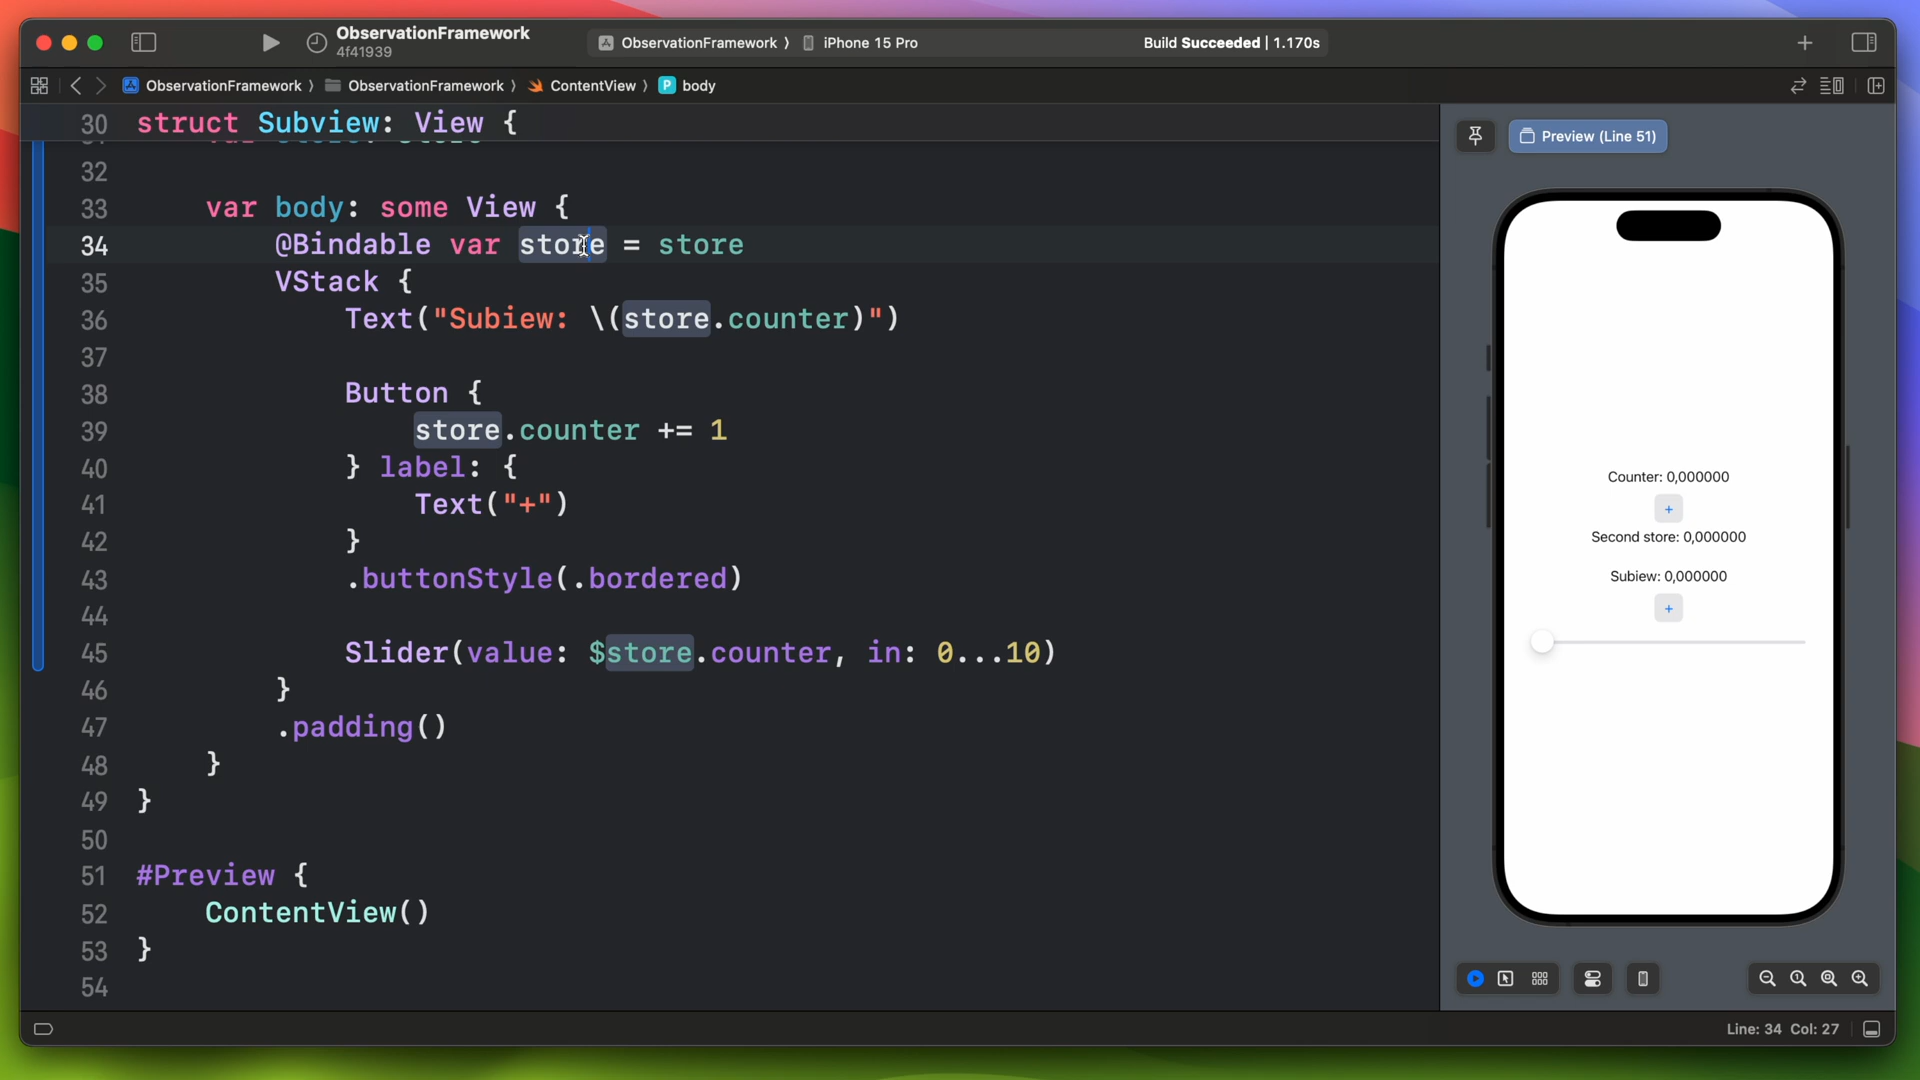 ObservationFramework
4f41939
ObservationFramework ⟩ iPhone 15 Pro
Build Succeeded | 1.170s
ObservationFramework ⟩ ObservationFramework ⟩ ContentView ⟩ P body
30 struct Subview: View {
32
33 var body: some View {
34 @Bindable var store = store
35 VStack {
36 Text("Subiew: \(store.counter)")
37
38 Button {
39 store.counter += 1
40 } label: {
41 Text("+")
42 }
43 .buttonStyle(.bordered)
44
45 Slider(value: $store.counter, in: 0...10)
46 }
47 .padding()
48 }
49 }
50
51 #Preview {
52 ContentView()
53 }
54
Preview (Line 51)
Counter: 0,000000
+
Second store: 0,000000
Subiew: 0,000000
+
Line: 34 Col: 27